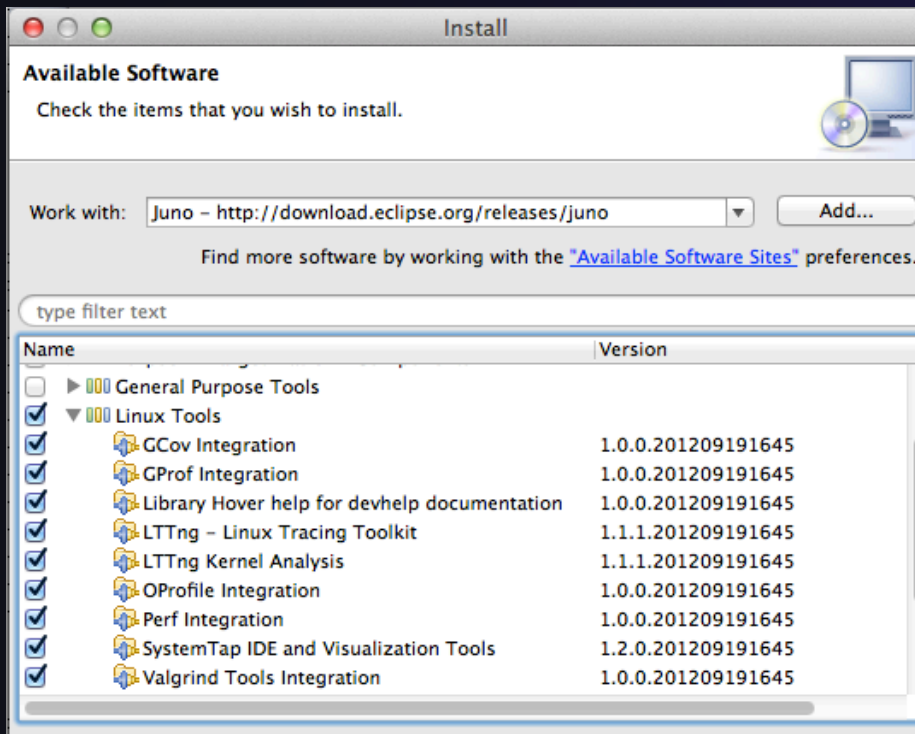 Install
Available Software
Check the items that you wish to install.
Work with: Juno - http://download.eclipse.org/releases/juno Add...
Find more software by working with the "Available Software Sites" preferences.
type filter text
Name Version
General Purpose Tools
Linux Tools
GCov Integration 1.0.0.201209191645
GProf Integration 1.0.0.201209191645
Library Hover help for devhelp documentation 1.0.0.201209191645
LTTng - Linux Tracing Toolkit 1.1.1.201209191645
LTTng Kernel Analysis 1.1.1.201209191645
OProfile Integration 1.0.0.201209191645
Perf Integration 1.0.0.201209191645
SystemTap IDE and Visualization Tools 1.2.0.201209191645
Valgrind Tools Integration 1.0.0.201209191645